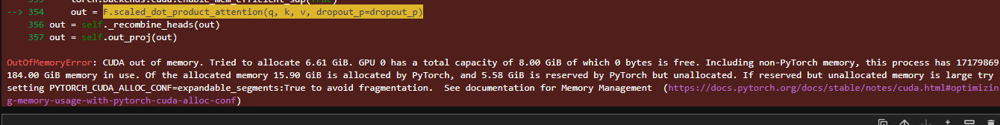 torch.backends.cuda.enable_mem_efficient_sdp(True)
--> 354 out = F.scaled_dot_product_attention(q, k, v, dropout_p=dropout_p)
356 out = self._recombine_heads(out)
357 out = self.out_proj(out)
OutOfMemoryError: CUDA out of memory. Tried to allocate 6.61 GiB. GPU 0 has a total capacity of 8.00 GiB of which 0 bytes is free. Including non-PyTorch memory, this process has 17179869
184.00 GiB memory in use. Of the allocated memory 15.90 GiB is allocated by PyTorch, and 5.58 GiB is reserved by PyTorch but unallocated. If reserved but unallocated memory is large try
setting PYTORCH_CUDA_ALLOC_CONF=expandable_segments:True to avoid fragmentation.  See documentation for Memory Management  (https://pytorch.org/docs/stable/notes/cuda.html#optimizin
g-memory-usage-with-pytorch-cuda-alloc-conf)